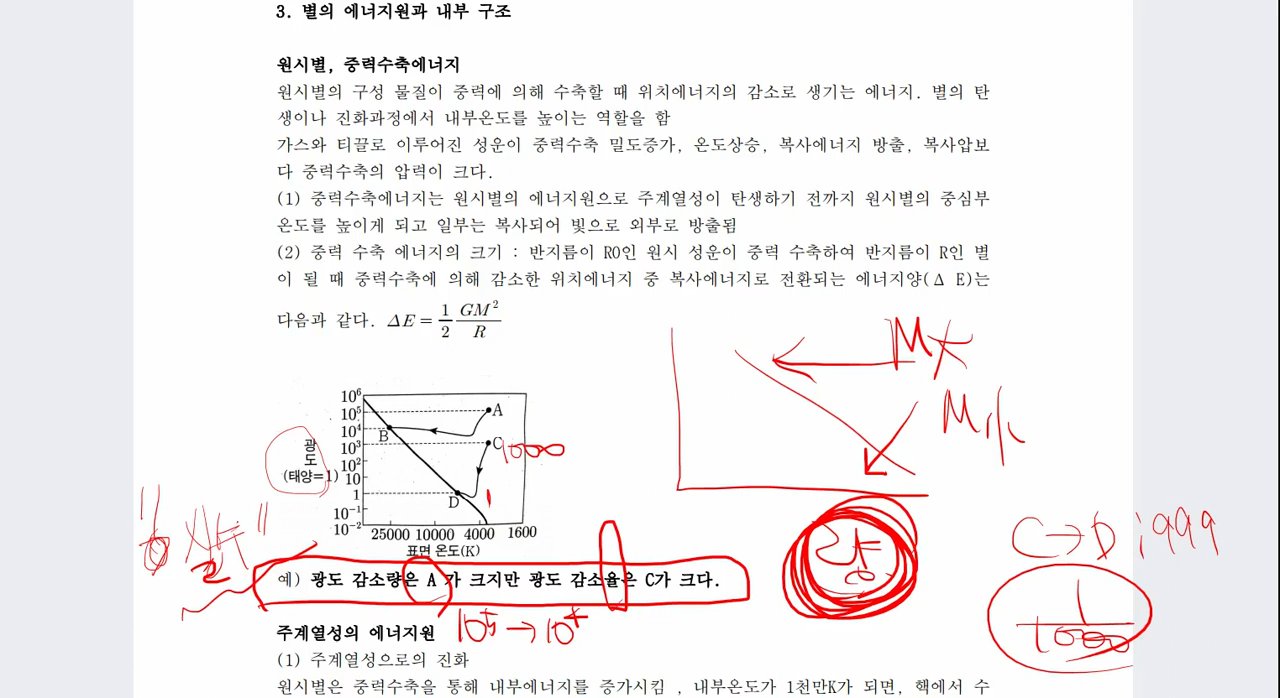 3. 별의 에너지원과 내부 구조
원시별, 중력수축에너지
원시별의 구성 물질이 중력에 의해 수축할 때 위치에너지의 감소로 생기는 에너지. 별의 탄
생이나 진화과정에서 내부온도를 높이는 역할을 함
가스와 티끌로 이루어진 성운이 중력수축 밀도증가, 온도상승, 복사에너지 방출, 복사압보
다 중력수축의 압력이 크다.
(1) 중력수축에너지는 원시별의 에너지원으로 주계열성이 탄생하기 전까지 원시별의 중심부
온도를 높이게 되고 일부는 복사되어 빛으로 외부로 방출됨
(2) 중력 수축 에너지의 크기 : 반지름이 R0인 원시 성운이 중력 수축하여 반지름이 R인 별
이 될 때 중력수축에 의해 감소한 위치에너지 중 복사에너지로 전환되는 에너지양(Δ E)는
다음과 같다. ΔE = 1/2 GM²/R
M大
M小
10⁶
10⁵
10⁴
10³
10²
10
1
10⁻¹
10⁻²
A
B
C 1000
D 1
광도
(태양=1)
25000 10000 4000 1600
표면 온도(K)
량
C→D ; 999
1/1000
예) 광도 감소량은 A가 크지만 광도 감소율은 C가 크다.
10⁵ → 10⁴
주계열성의 에너지원
(1) 주계열성으로의 진화
원시별은 중력수축을 통해 내부에너지를 증가시킴 , 내부온도가 1천만K가 되면, 핵에서 수